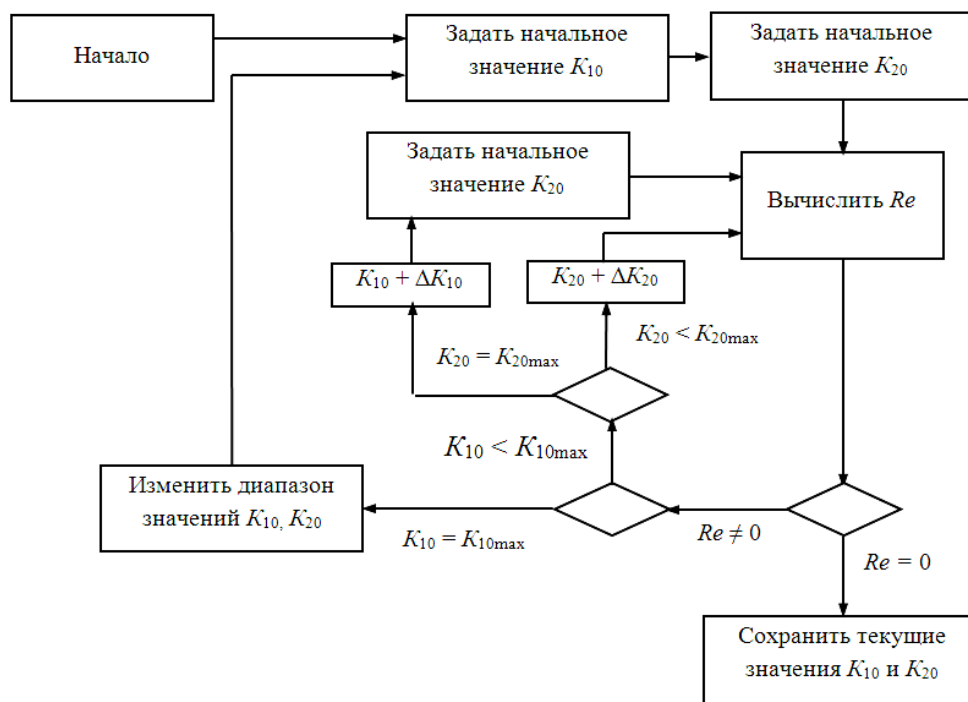 Начало
Задать начальное
значение K10
Задать начальное
значение K20
Задать начальное
значение K20
Вычислить Re
K10 + ΔK10
K20 + ΔK20
K20 < K20max
K20 = K20max
K10 < K10max
Изменить диапазон
значений K10, K20
K10 = K10max
Re ≠ 0
Re = 0
Сохранить текущие
значения K10 и K20